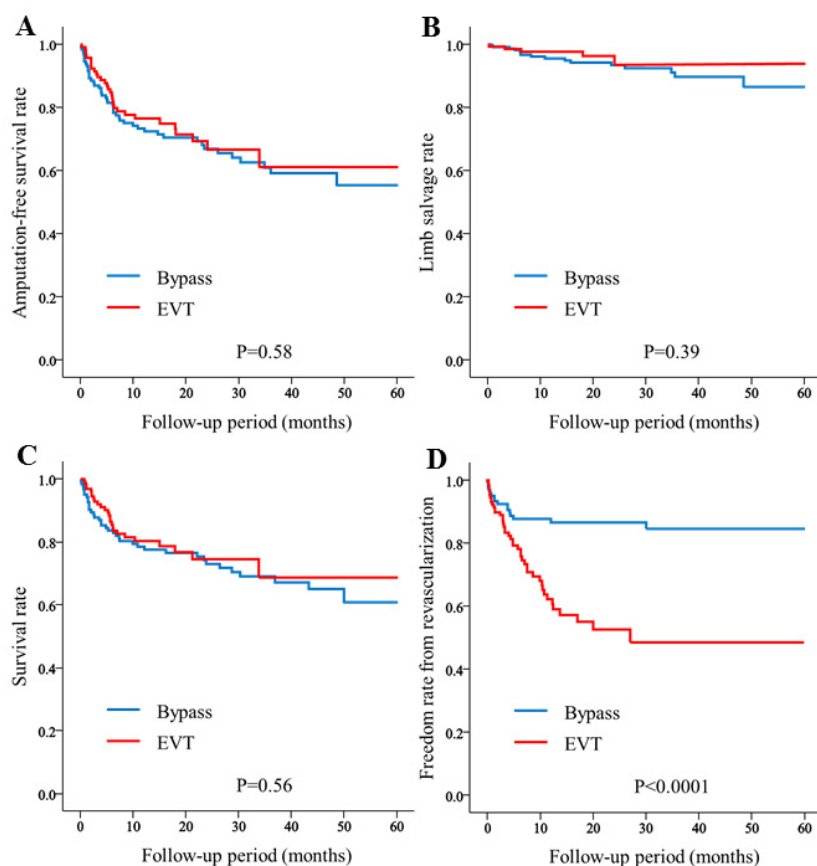 A
Amputation-free survival rate
1.0
0.8
0.6
0.4
0.2
0.0
Bypass
EVT
P=0.58
0 10 20 30 40 50 60
Follow-up period (months)
B
Limb salvage rate
1.0
0.8
0.6
0.4
0.2
0.0
Bypass
EVT
P=0.39
0 10 20 30 40 50 60
Follow-up period (months)
C
Survival rate
1.0
0.8
0.6
0.4
0.2
0.0
Bypass
EVT
P=0.56
0 10 20 30 40 50 60
Follow-up period (months)
D
Freedom rate from revascularization
1.0
0.8
0.6
0.4
0.2
0.0
Bypass
EVT
P<0.0001
0 10 20 30 40 50 60
Follow-up period (months)